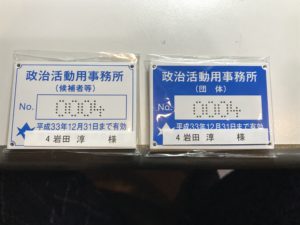 政治活動用事務所
（候補者等）
No. 0004
平成33年12月31日まで有効
4 岩田 淳 様
政治活動用事務所
（団 体）
No. 0004
平成33年12月31日まで有効
4 岩田 淳 様